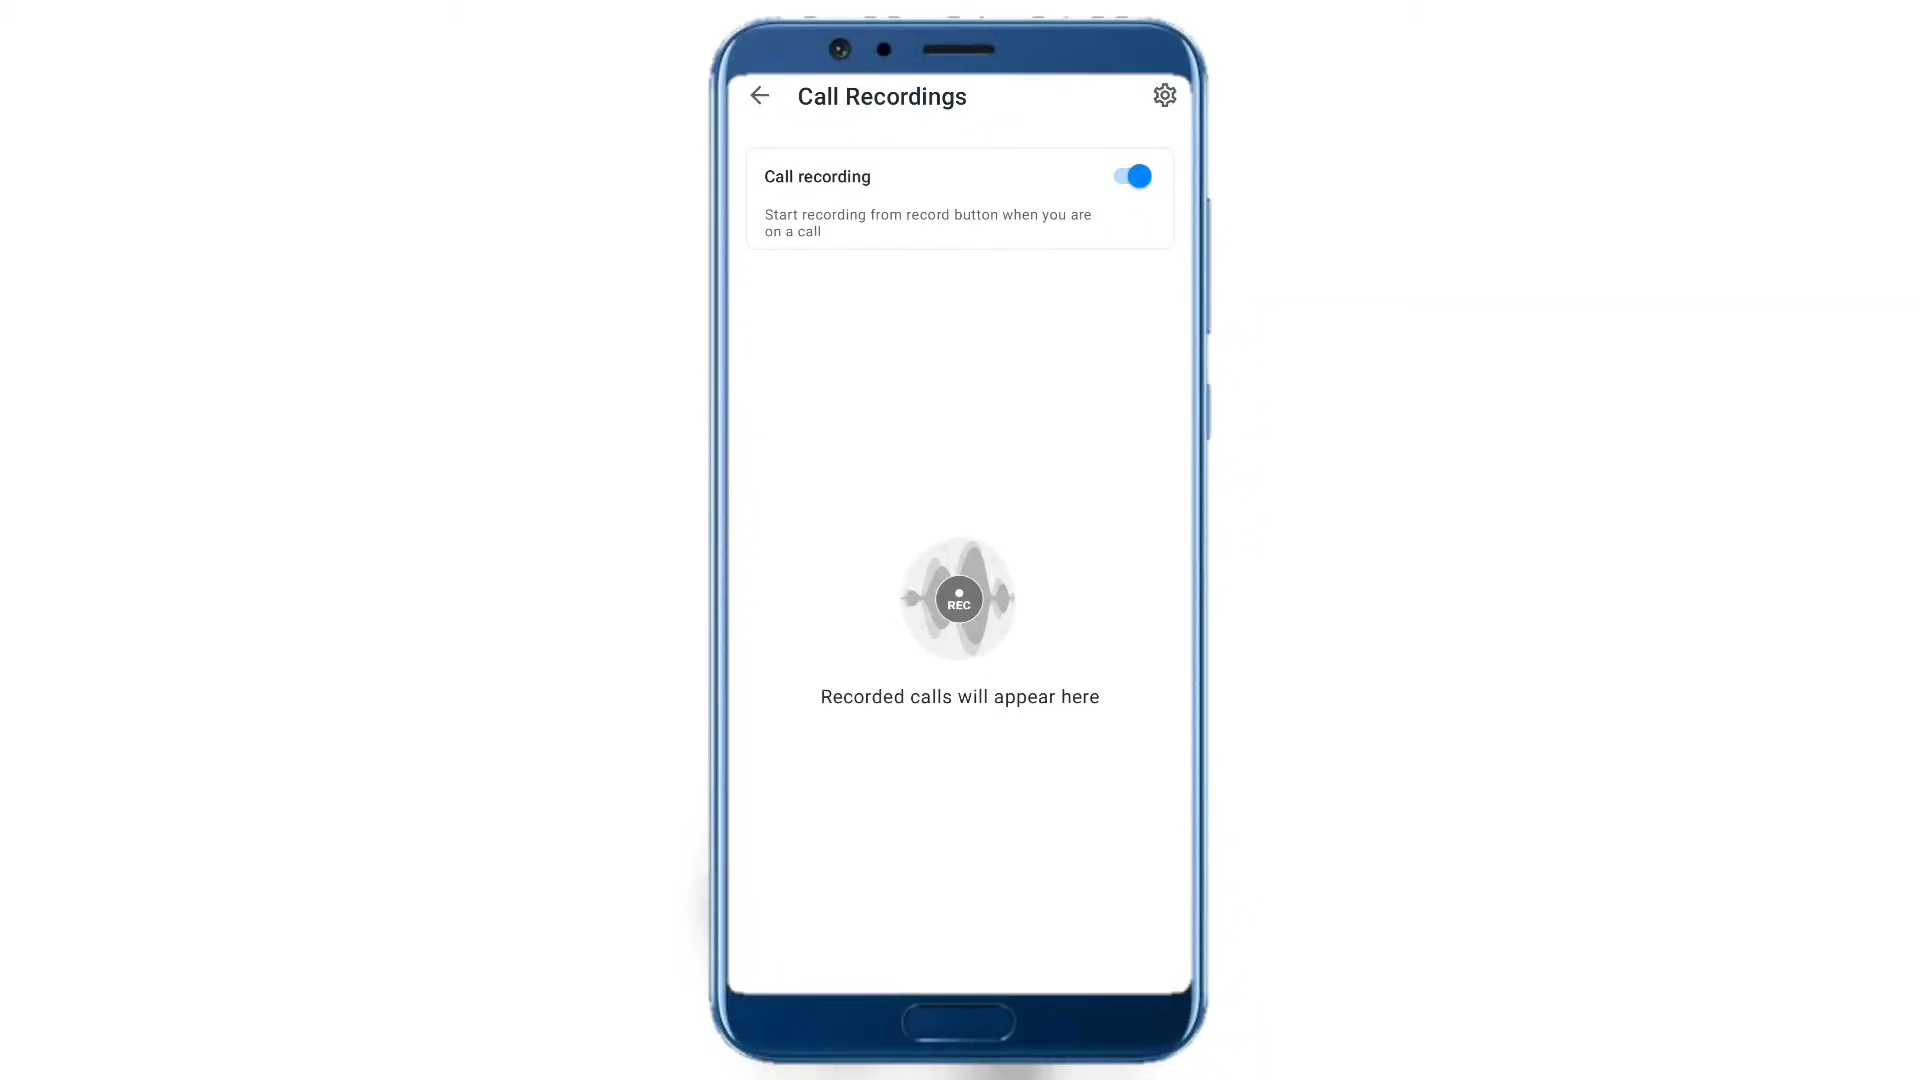 Call Recordings
Call recording
Start recording from record button when you are
on a call
REC
Recorded calls will appear here